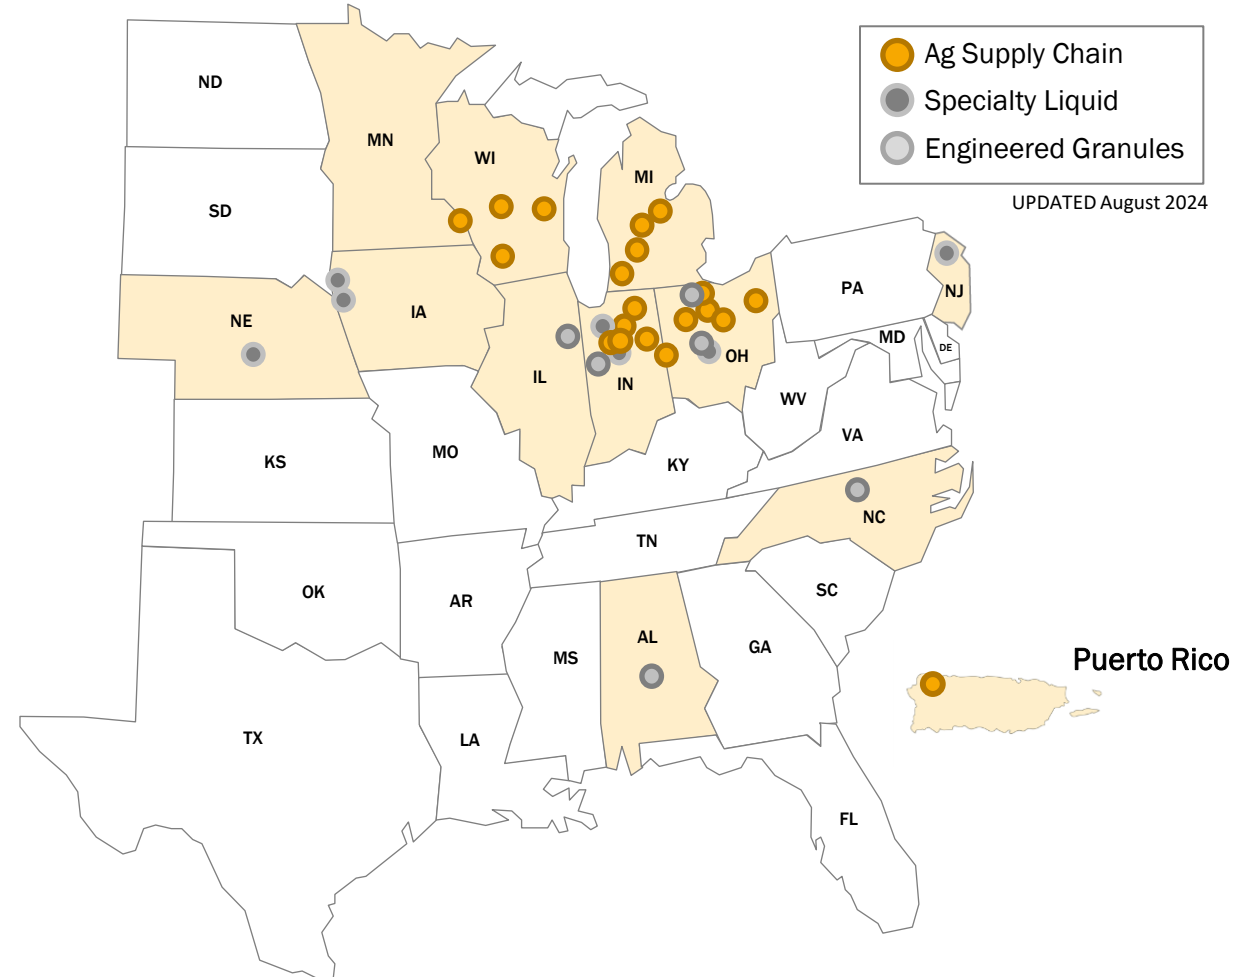 Ag Supply Chain
Specialty Liquid
Engineered Granules
UPDATED August 2024
ND
MN
WI
MI
SD
NE
IA
PA
NJ
MD
DE
IL
IN
OH
WV
VA
KS
MO
KY
NC
TN
OK
AR
SC
MS
AL
GA
Puerto Rico
TX
LA
FL